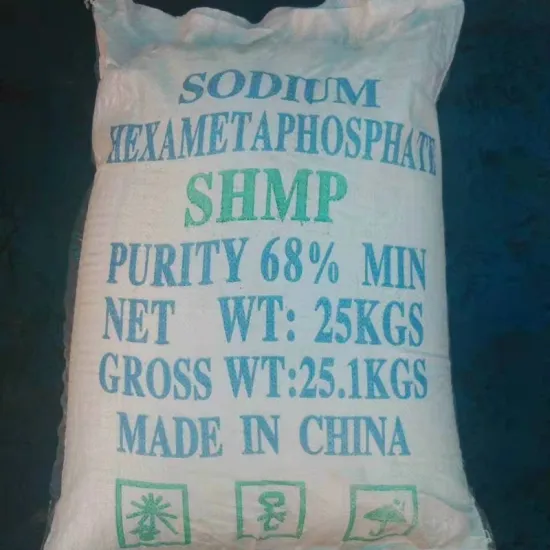 SODIUM
HEXAMETAPHOSPHATE
SHMP
PURITY 68% MIN
NET WT: 25KGS
GROSS WT:25.1KGS
MADE IN CHINA